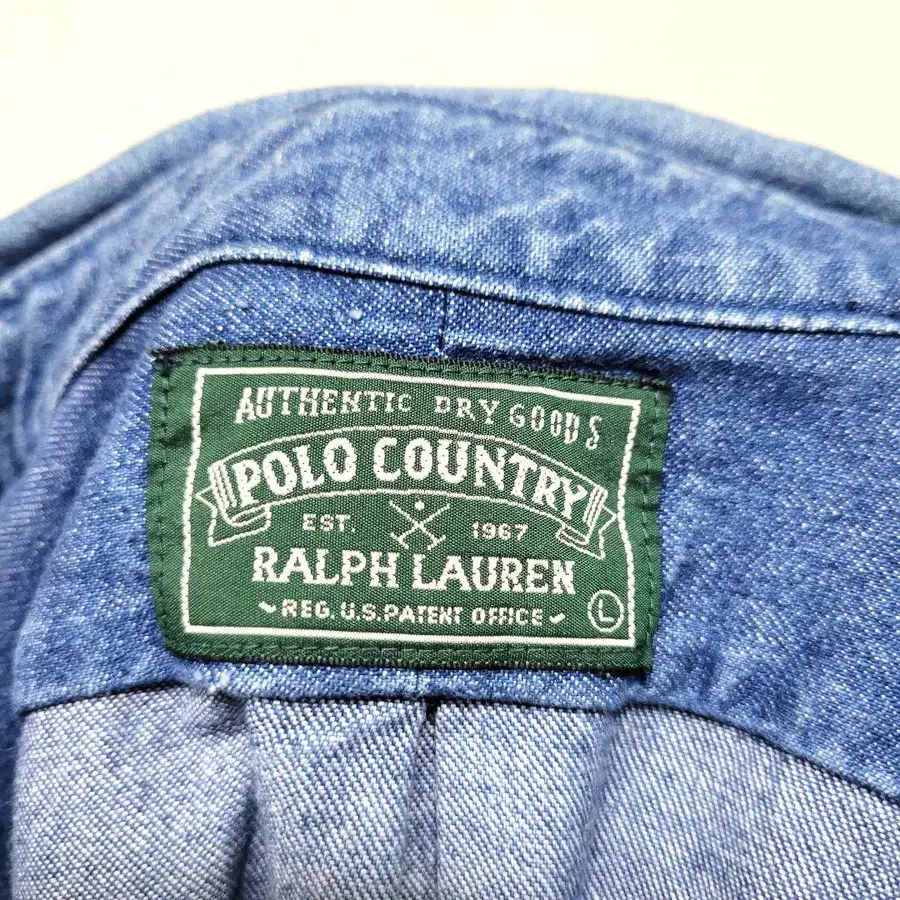 AUTHENTIC DRY GOODS
POLO COUNTRY
EST. 1967
RALPH LAUREN
REG. U.S. PATENT OFFICE
L